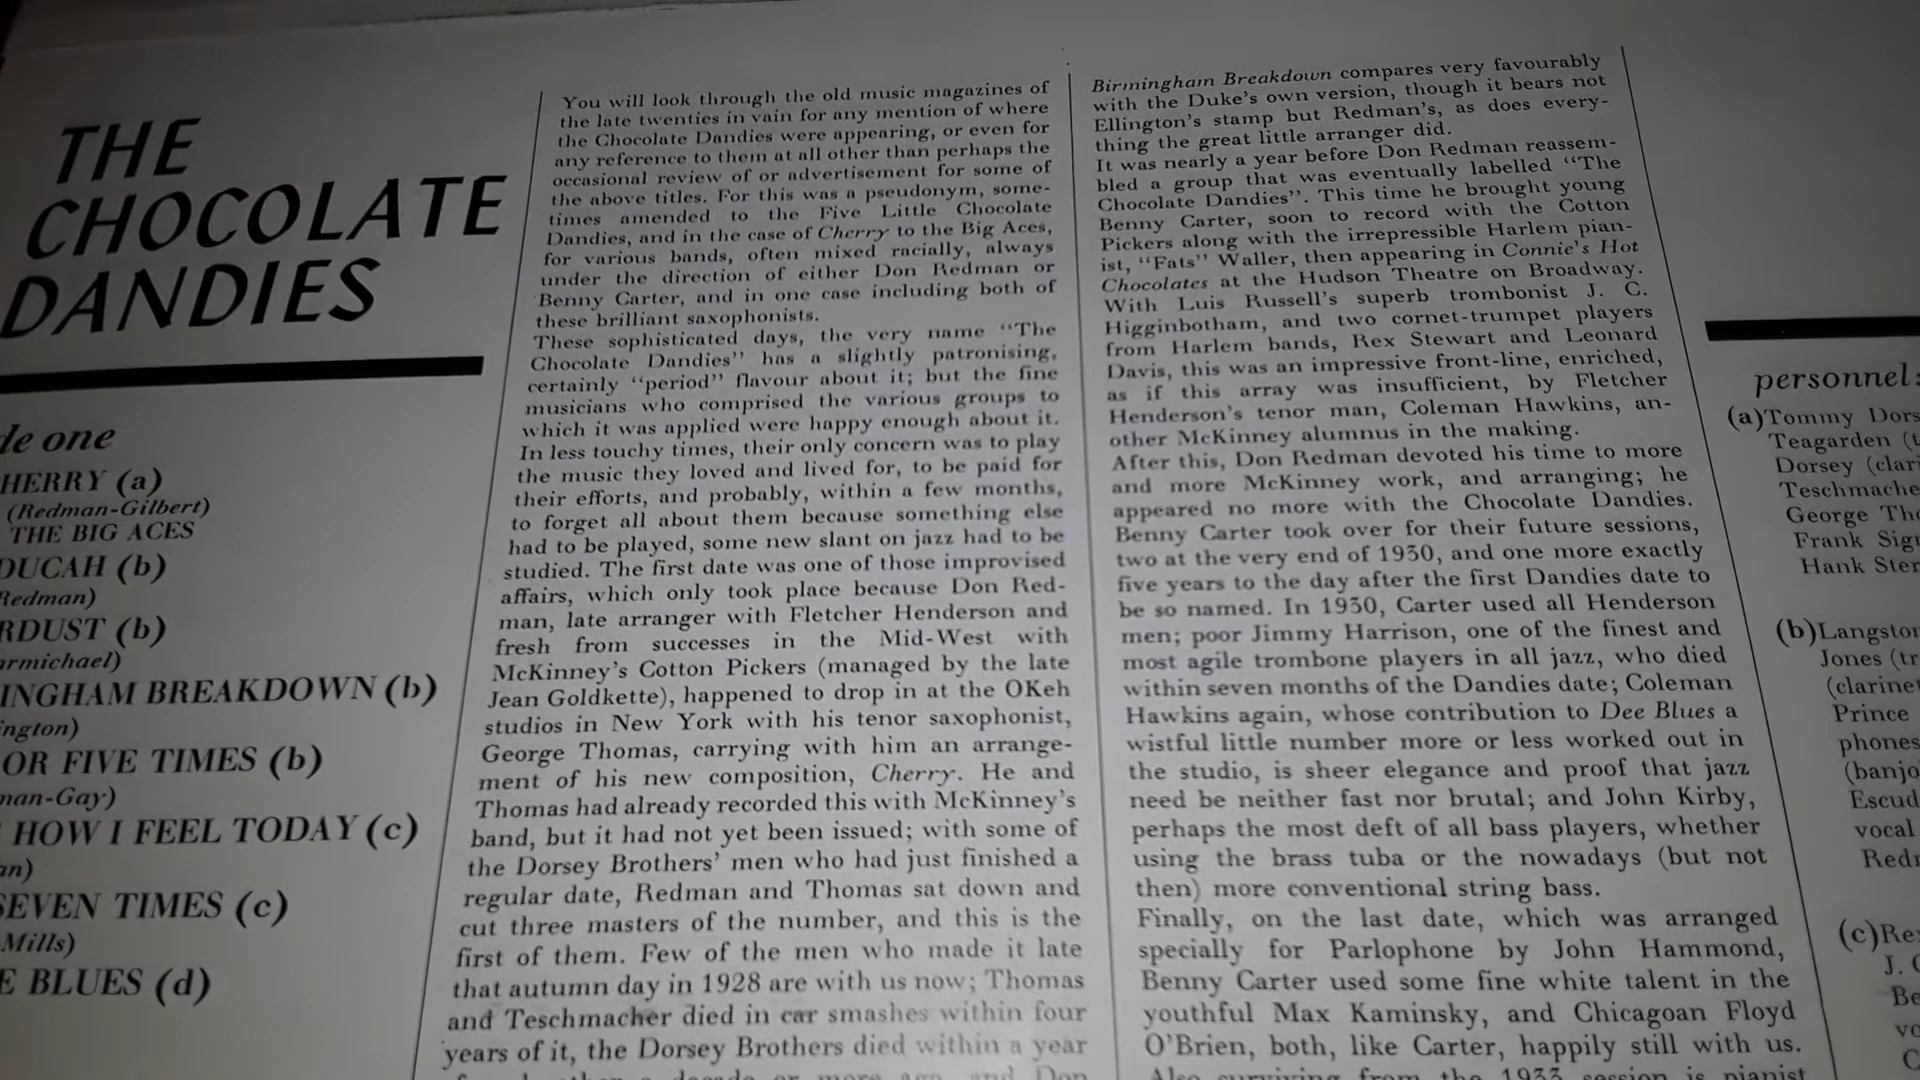 THE
CHOCOLATE
DANDIES
de one
HERRY (a)
(Redman-Gilbert)
THE BIG ACES
DUCAH (b)
Redman)
RDUST (b)
armichael)
INGHAM BREAKDOWN (b)
ington)
OR FIVE TIMES (b)
man-Gay)
HOW I FEEL TODAY (c)
an)
SEVEN TIMES (c)
Mills)
E BLUES (d)
You will look through the old music magazines of
the late twenties in vain for any mention of where
the Chocolate Dandies were appearing, or even for
any reference to them at all other than perhaps the
occasional review of or advertisement for some of
the above titles. For this was a pseudonym, some-
times amended to the Five Little Chocolate
Dandies, and in the case of Cherry to the Big Aces,
for various bands, often mixed racially, always
under the direction of either Don Redman or
Benny Carter, and in one case including both of
these brilliant saxophonists.
These sophisticated days, the very name "The
Chocolate Dandies" has a slightly patronising,
certainly "period" flavour about it; but the fine
musicians who comprised the various groups to
which it was applied were happy enough about it.
In less touchy times, their only concern was to play
the music they loved and lived for, to be paid for
their efforts, and probably, within a few months,
to forget all about them because something else
had to be played, some new slant on jazz had to be
studied. The first date was one of those improvised
affairs, which only took place because Don Red-
man, late arranger with Fletcher Henderson and
fresh from successes in the Mid-West with
McKinney's Cotton Pickers (managed by the late
Jean Goldkette), happened to drop in at the OKeh
studios in New York with his tenor saxophonist,
George Thomas, carrying with him an arrange-
ment of his new composition, Cherry. He and
Thomas had already recorded this with McKinney's
band, but it had not yet been issued; with some of
the Dorsey Brothers' men who had just finished a
regular date, Redman and Thomas sat down and
cut three masters of the number, and this is the
first of them. Few of the men who made it late
that autumn day in 1928 are with us now; Thomas
and Teschmacher died in car smashes within four
years of it, the Dorsey Brothers died within a year
Birmingham Breakdown compares very favourably
with the Duke's own version, though it bears not
Ellington's stamp but Redman's, as does every-
thing the great little arranger did.
It was nearly a year before Don Redman reassem-
bled a group that was eventually labelled "The
Chocolate Dandies". This time he brought young
Benny Carter, soon to record with the Cotton
Pickers along with the irrepressible Harlem pian-
ist, "Fats" Waller, then appearing in Connie's Hot
Chocolates at the Hudson Theatre on Broadway.
With Luis Russell's superb trombonist J. C.
Higginbotham, and two cornet-trumpet players
from Harlem bands, Rex Stewart and Leonard
Davis, this was an impressive front-line, enriched,
as if this array was insufficient, by Fletcher
Henderson's tenor man, Coleman Hawkins, an-
other McKinney alumnus in the making.
After this, Don Redman devoted his time to more
and more McKinney work, and arranging; he
appeared no more with the Chocolate Dandies.
Benny Carter took over for their future sessions,
two at the very end of 1930, and one more exactly
five years to the day after the first Dandies date to
be so named. In 1930, Carter used all Henderson
men; poor Jimmy Harrison, one of the finest and
most agile trombone players in all jazz, who died
within seven months of the Dandies date; Coleman
Hawkins again, whose contribution to Dee Blues a
wistful little number more or less worked out in
the studio, is sheer elegance and proof that jazz
need be neither fast nor brutal; and John Kirby,
perhaps the most deft of all bass players, whether
using the brass tuba or the nowadays (but not
then) more conventional string bass.
Finally, on the last date, which was arranged
specially for Parlophone by John Hammond,
Benny Carter used some fine white talent in the
youthful Max Kaminsky, and Chicagoan Floyd
O'Brien, both, like Carter, happily still with us.
Also surviving from the 1933 session is pianist
personnel:
(a)Tommy Dors
Teagarden (t
Dorsey (clari
Teschmache
George Tho
Frank Sign
Hank Ster
(b)Langston
Jones (tr
(clarinet
Prince
phones
(banjo
Escud
vocal
Redr
(c)Re
J. C
Be
vo